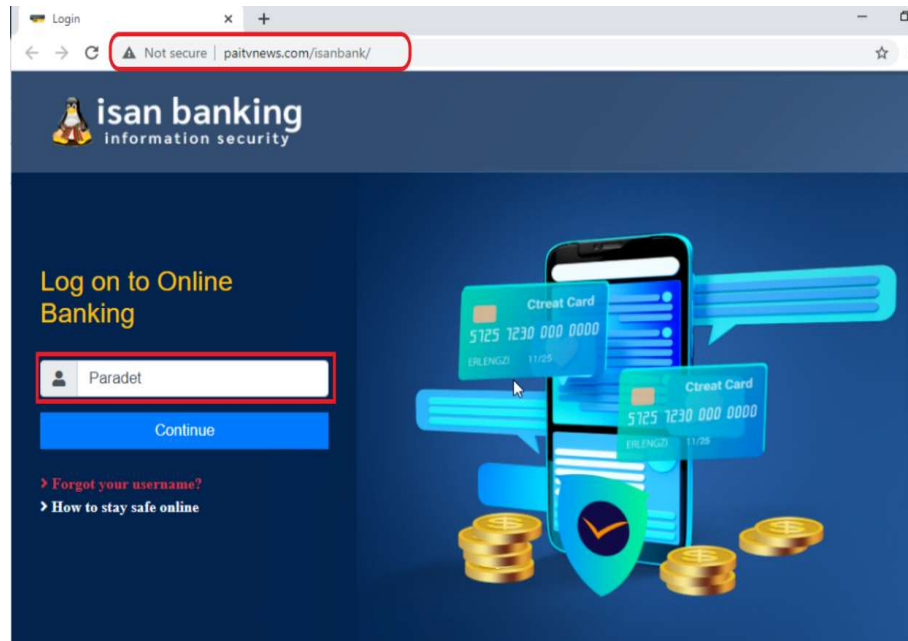 Login
Not secure | paitvnews.com/isanbank/
isan banking
information security
Log on to Online
Banking
Paradet
Continue
Forgot your username?
How to stay safe online
Ctreat Card
5725 7230 000 0000
ERLENGZI 11/25
Ctreat Card
5725 7230 000 0000
ERLENGZI 11/25